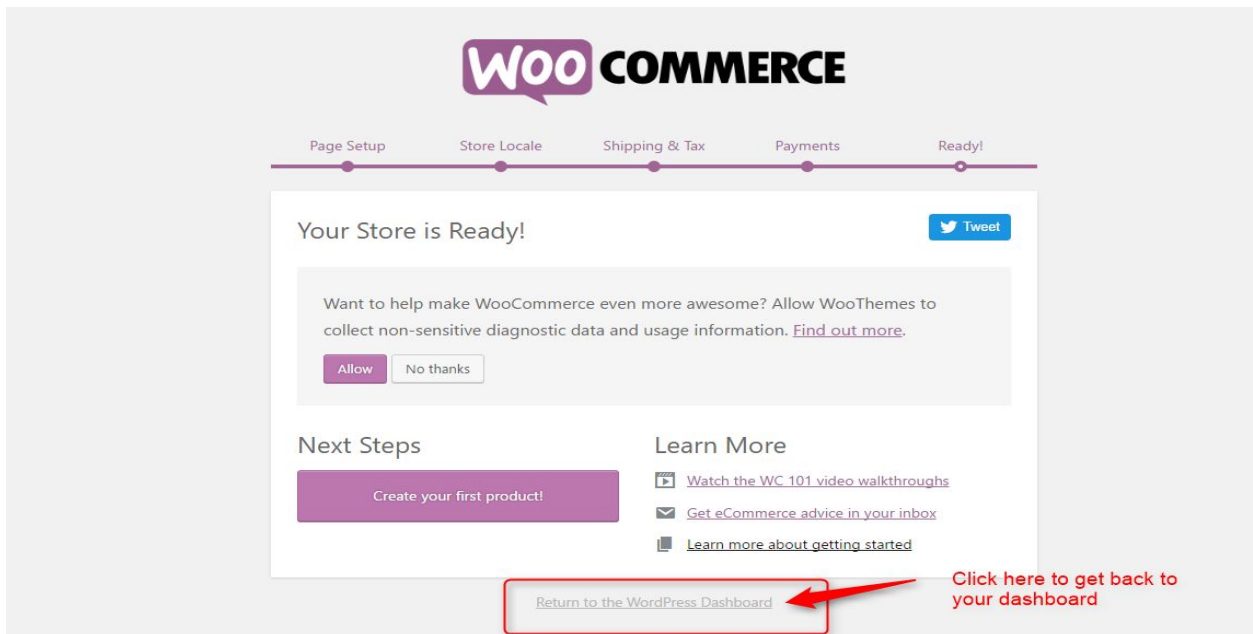 WOO COMMERCE
Page Setup Store Locale Shipping & Tax Payments Ready!
Your Store is Ready!
Tweet
Want to help make WooCommerce even more awesome? Allow WooThemes to
collect non-sensitive diagnostic data and usage information. Find out more.
Allow No thanks
Next Steps
Create your first product!
Learn More
Watch the WC 101 video walkthroughs
Get eCommerce advice in your inbox
Learn more about getting started
Return to the WordPress Dashboard
Click here to get back to
your dashboard